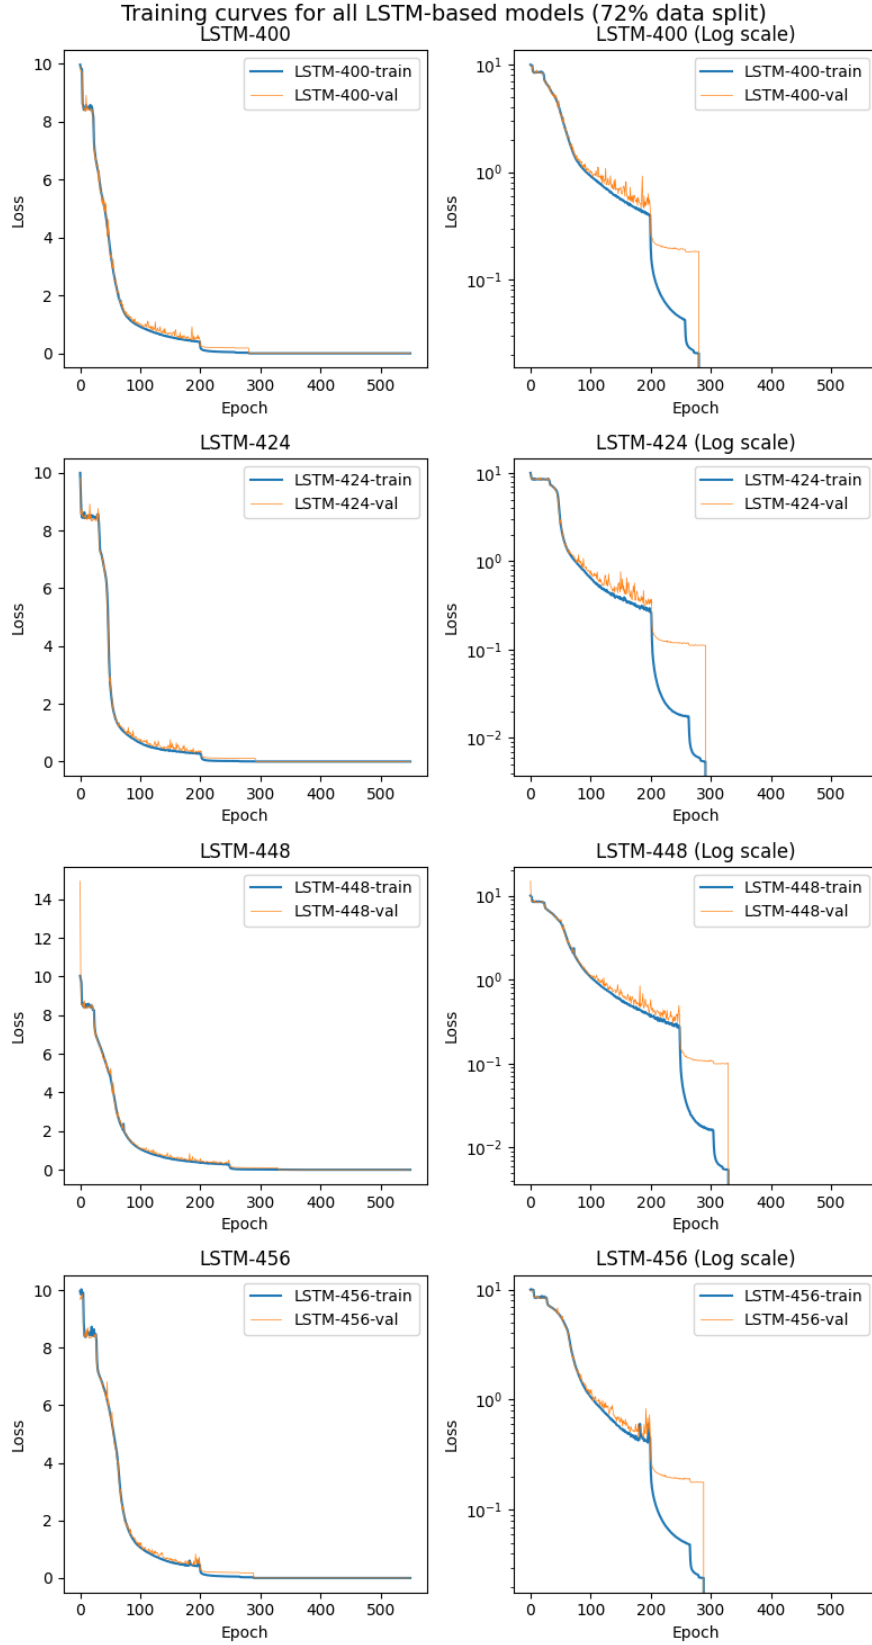 Training curves for all LSTM-based models (72% data split)
LSTM-400
LSTM-400 (Log scale)
10
8
6
4
2
0
Loss
0 100 200 300 400 500
Epoch
LSTM-400-train
LSTM-400-val
10¹
10⁰
10⁻¹
Loss
0 100 200 300 400 500
Epoch
LSTM-400-train
LSTM-400-val
LSTM-424
LSTM-424 (Log scale)
10
8
6
4
2
0
Loss
0 100 200 300 400 500
Epoch
LSTM-424-train
LSTM-424-val
10¹
10⁰
10⁻¹
10⁻²
Loss
0 100 200 300 400 500
Epoch
LSTM-424-train
LSTM-424-val
LSTM-448
LSTM-448 (Log scale)
14
12
10
8
6
4
2
0
Loss
0 100 200 300 400 500
Epoch
LSTM-448-train
LSTM-448-val
10¹
10⁰
10⁻¹
10⁻²
Loss
0 100 200 300 400 500
Epoch
LSTM-448-train
LSTM-448-val
LSTM-456
LSTM-456 (Log scale)
10
8
6
4
2
0
Loss
0 100 200 300 400 500
Epoch
LSTM-456-train
LSTM-456-val
10¹
10⁰
10⁻¹
Loss
0 100 200 300 400 500
Epoch
LSTM-456-train
LSTM-456-val